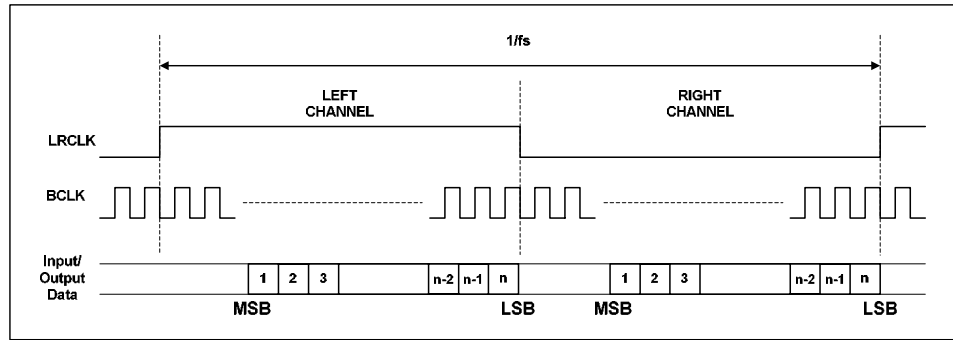 1/fs
LEFT
CHANNEL
RIGHT
CHANNEL
LRCLK
BCLK
Input/
Output
Data
1 2 3 n-2 n-1 n 1 2 3 n-2 n-1 n
MSB LSB MSB LSB